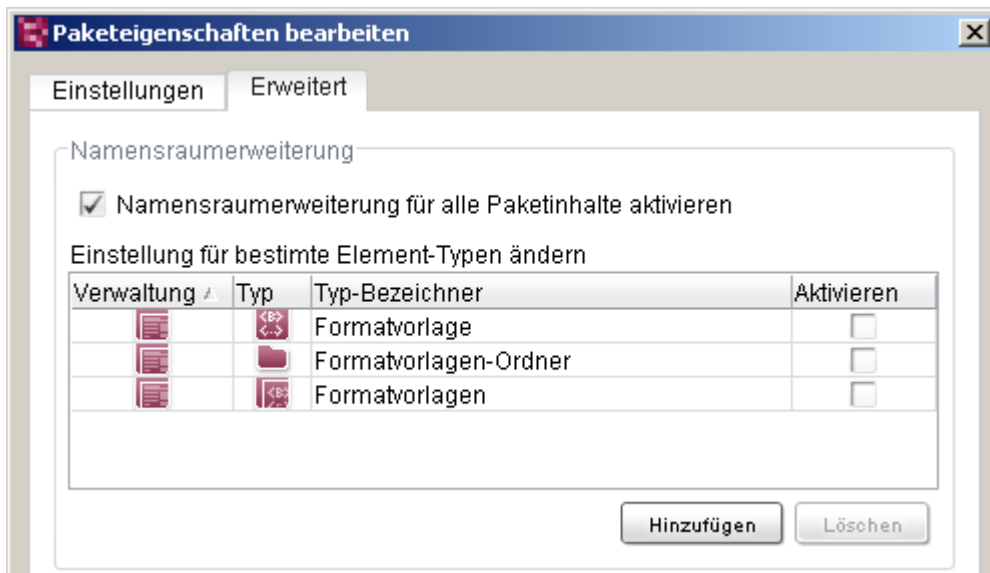 Paketeigenschaften bearbeiten
Einstellungen Erweitert
Namensraumerweiterung
Namensraumerweiterung für alle Paketinhalte aktivieren
Einstellung für bestimte Element-Typen ändern
Verwaltung Typ Typ-Bezeichner Aktivieren
Formatvorlage
Formatvorlagen-Ordner
Formatvorlagen
Hinzufügen Löschen